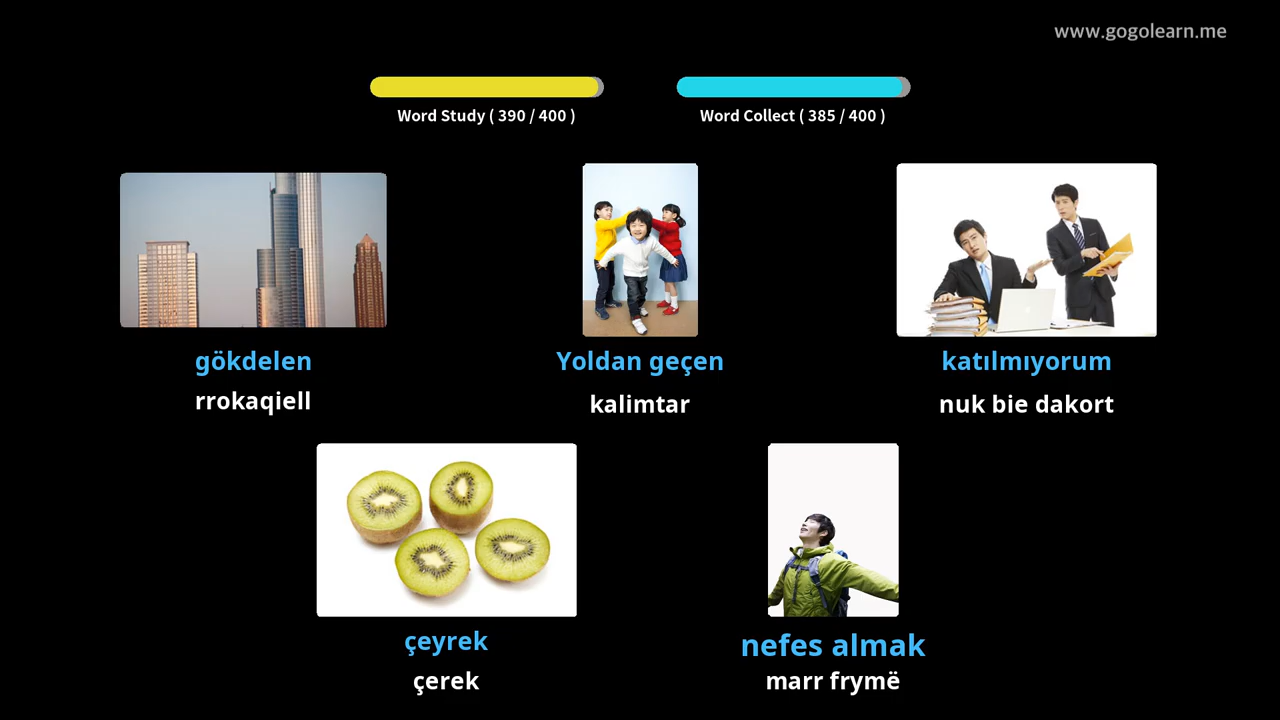 www.gogolearn.me
Word Study ( 390 / 400 )
Word Collect ( 385 / 400 )
gökdelen
rrokaqiell
Yoldan geçen
kalimtar
katılmıyorum
nuk bie dakort
çeyrek
çerek
nefes almak
marr frymë